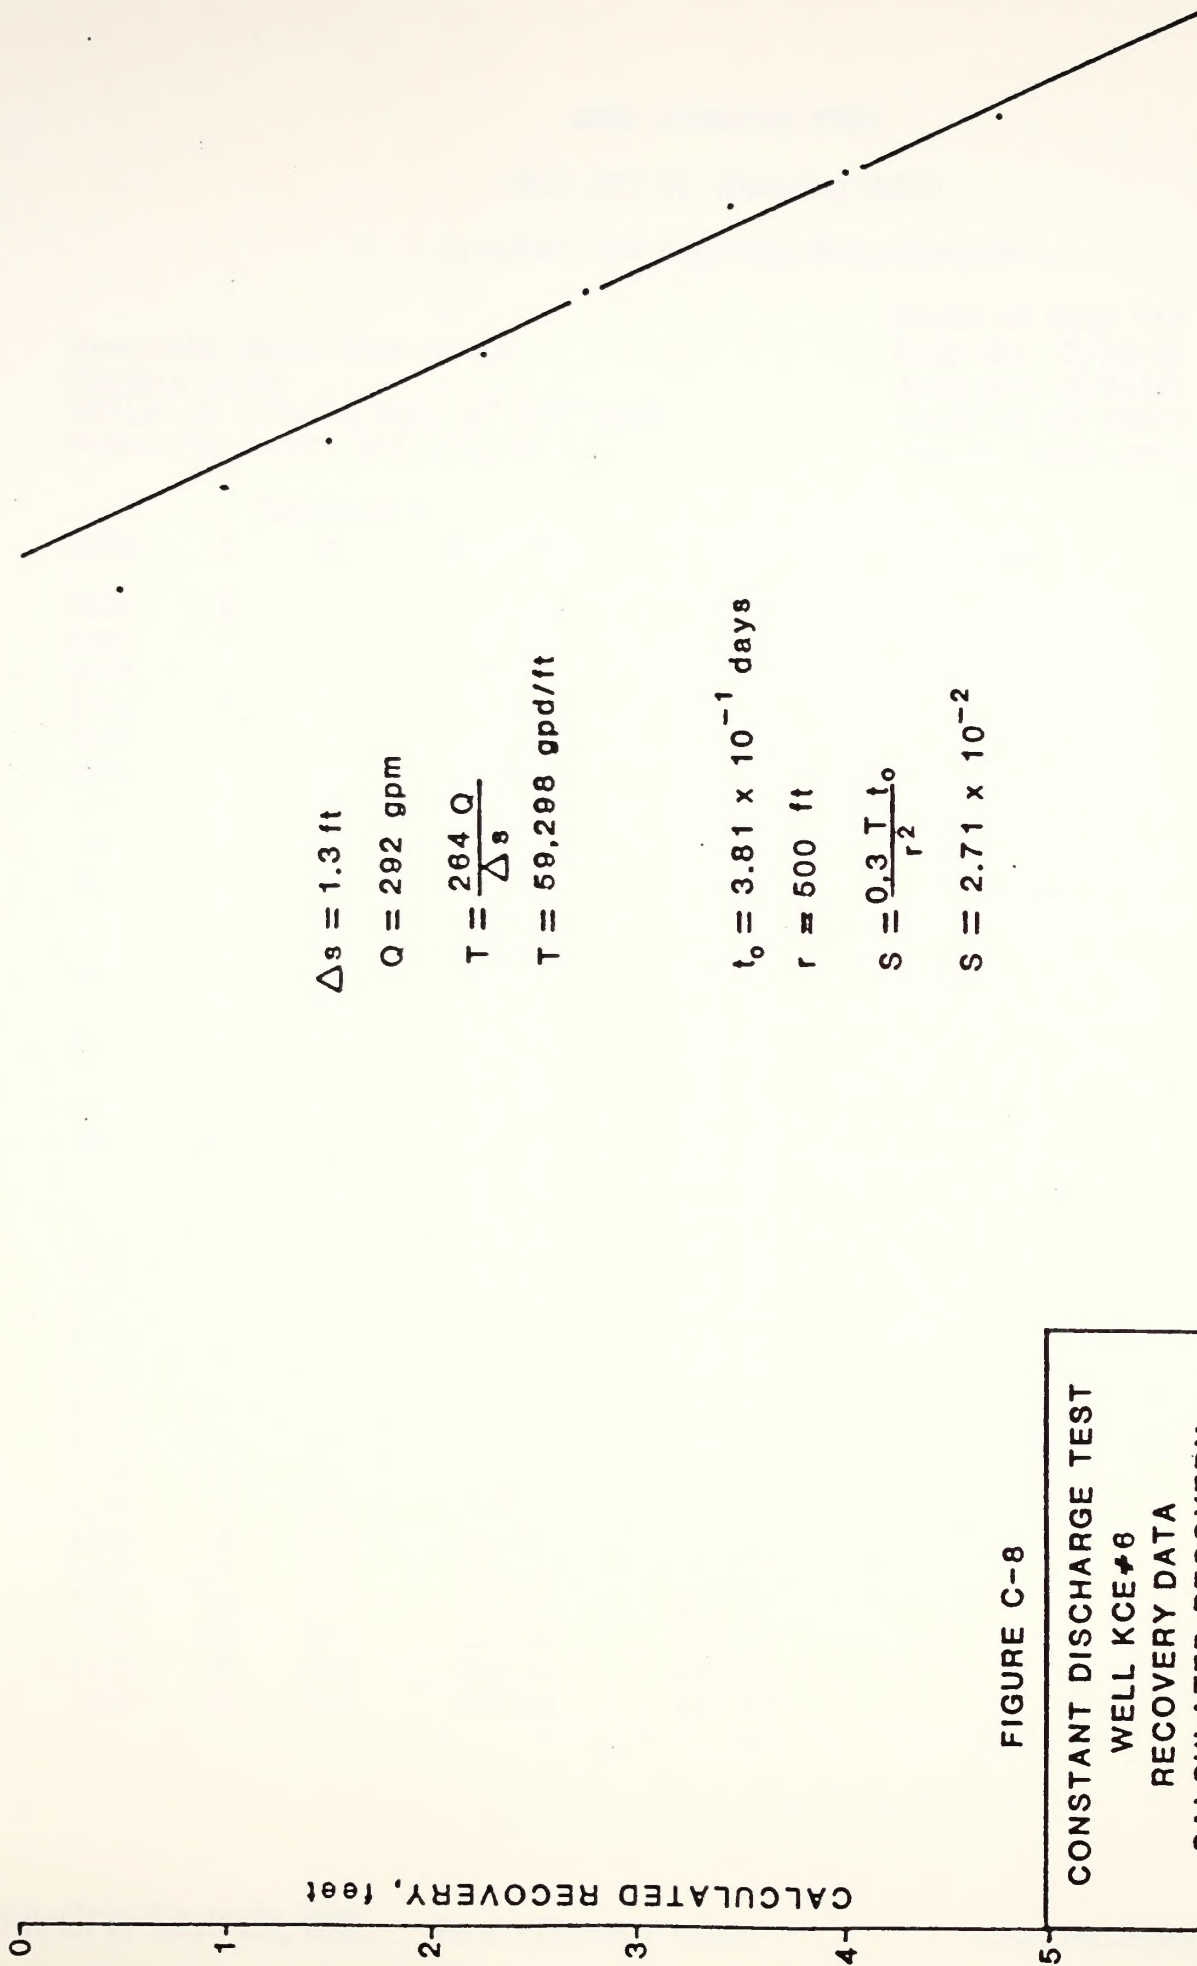 CALCULATED RECOVERY, feet
0
1
2
3
4
5
Δs = 1.3 ft
Q = 292 gpm
T = 264 Q / Δs
T = 59,298 gpd/ft
t₀ = 3.81 x 10⁻¹ days
r = 500 ft
S = 0.3 T t₀ / r²
S = 2.71 x 10⁻²
FIGURE C-8
CONSTANT DISCHARGE TEST
WELL KCE#6
RECOVERY DATA
CALCULATED RECOVERY